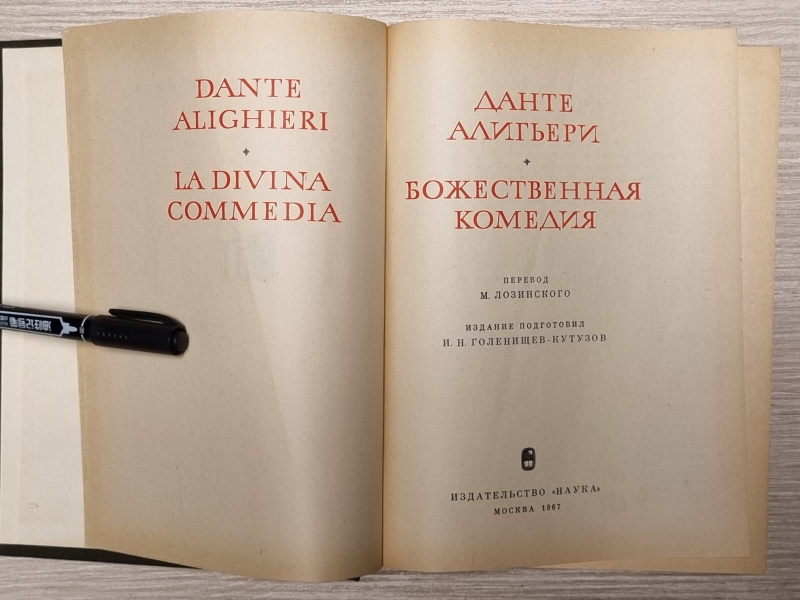 DANTE
ALIGHIERI
LA DIVINA
COMMEDIA
ДАНТЕ
АЛИГЬЕРИ
БОЖЕСТВЕННАЯ
КОМЕДИЯ
ПЕРЕВОД
М. ЛОЗИНСКОГО
ИЗДАНИЕ ПОДГОТОВИЛ
И. Н. ГОЛЕНИЩЕВ-КУТУЗОВ
ИЗДАТЕЛЬСТВО «НАУКА»
МОСКВА 1967